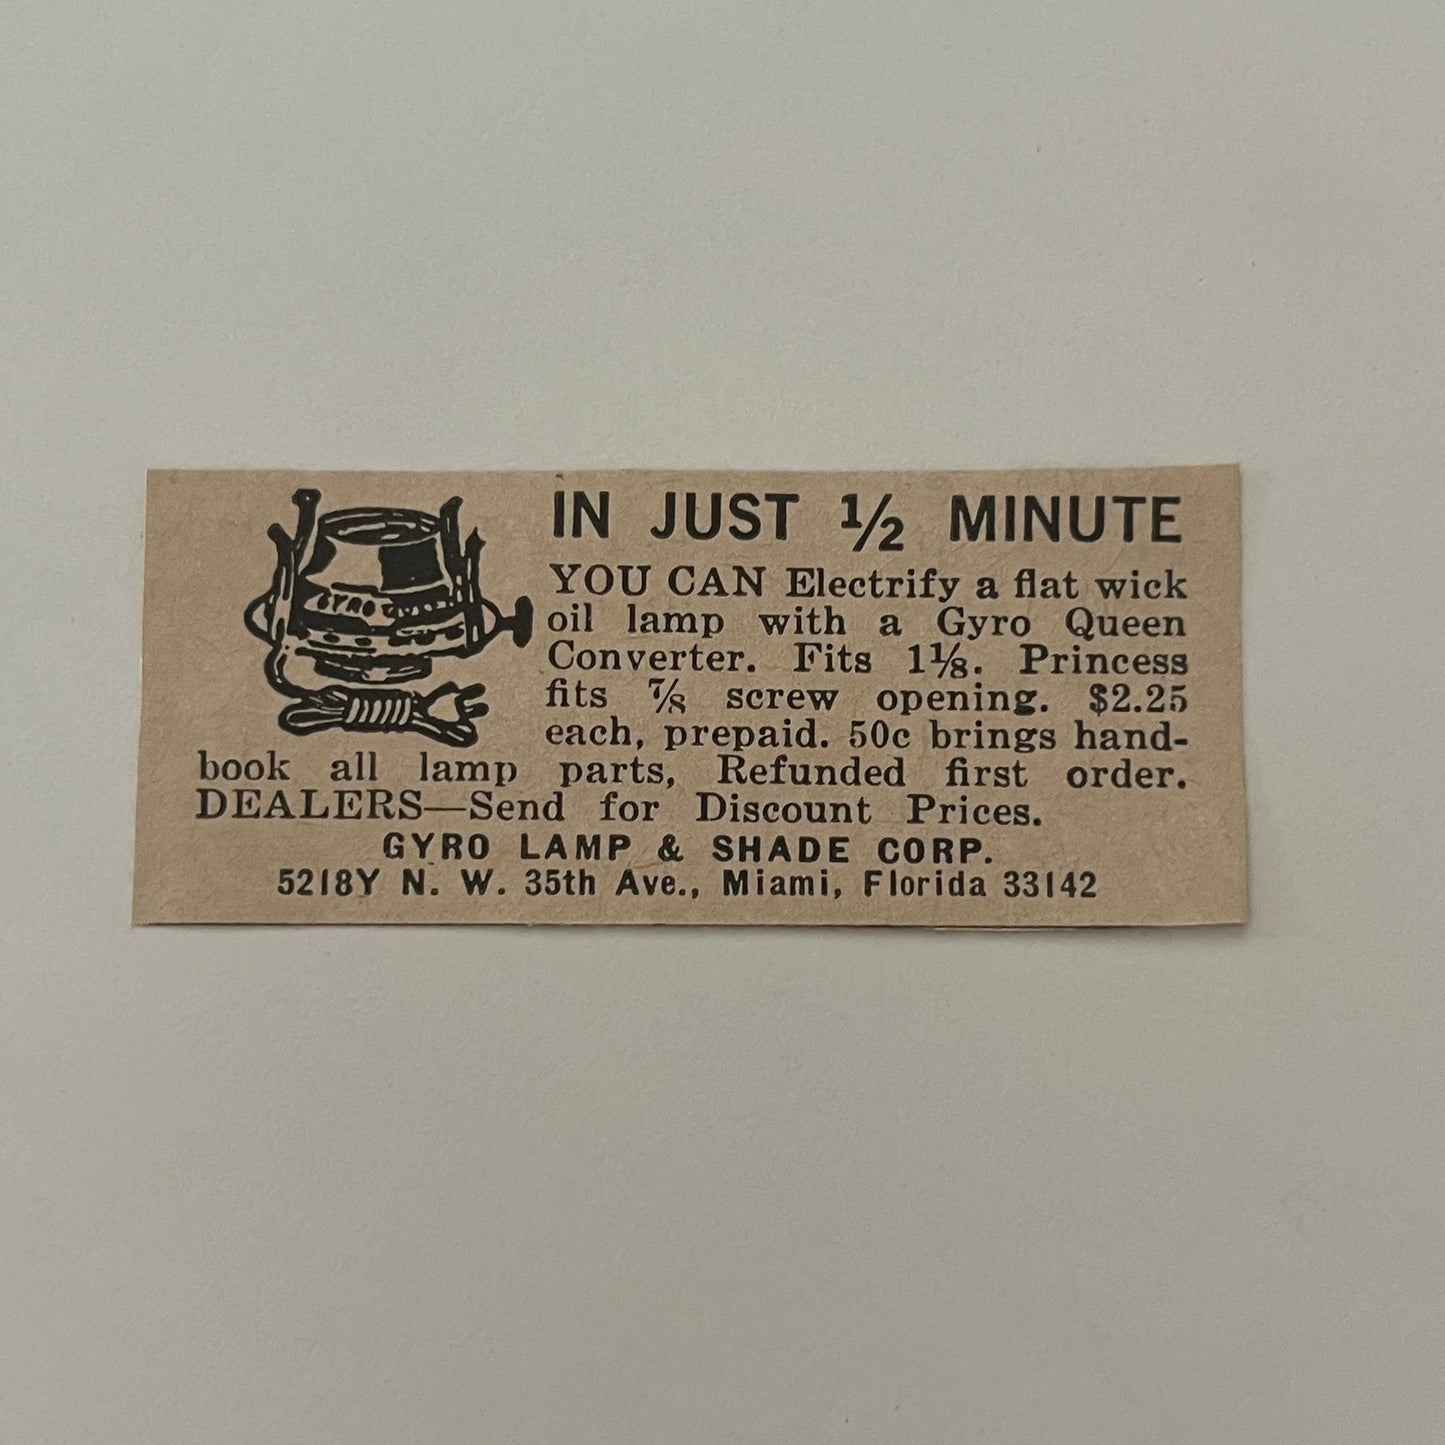 IN JUST ½ MINUTE
YOU CAN Electrify a flat wick
oil lamp with a Gyro Queen
Converter. Fits 1⅛. Princess
fits ⅞ screw opening. $2.25
each, prepaid. 50c brings hand-
book all lamp parts, Refunded first order.
DEALERS—Send for Discount Prices.
GYRO LAMP & SHADE CORP.
5218Y N. W. 35th Ave., Miami, Florida 33142
GYRO